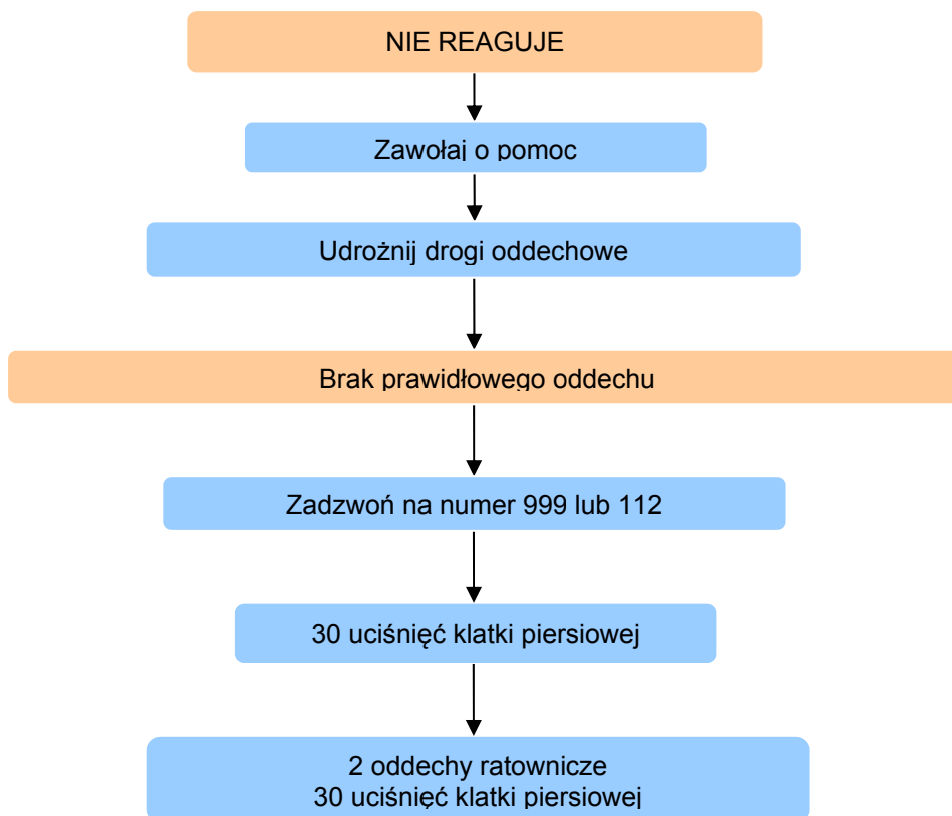 NIE REAGUJE
Zawołaj o pomoc
Udrożnij drogi oddechowe
Brak prawidłowego oddechu
Zadzwoń na numer 999 lub 112
30 uciśnięć klatki piersiowej
2 oddechy ratownicze
30 uciśnięć klatki piersiowej